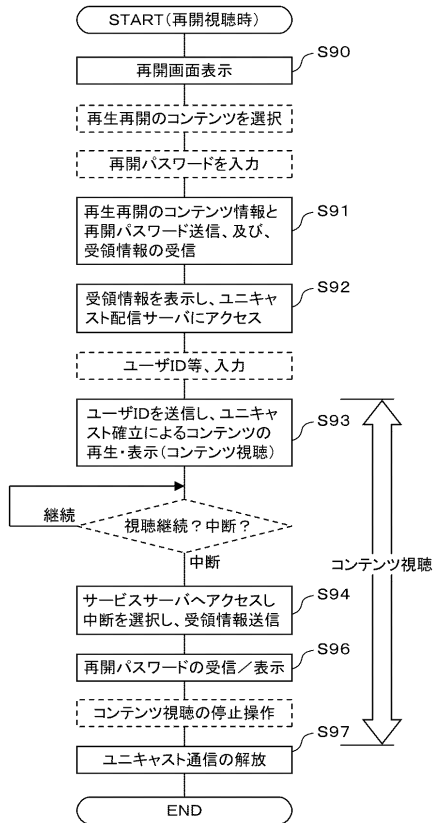 START(再開視聴時)
S90
再開画面表示
再生再開のコンテンツを選択
再開パスワードを入力
S91
再生再開のコンテンツ情報と
再開パスワード送信、及び、
受領情報の受信
S92
受領情報を表示し、ユニキャ
スト配信サーバにアクセス
ユーザID等、入力
S93
ユーザIDを送信し、ユニキャ
スト確立によるコンテンツの
再生・表示(コンテンツ視聴)
継続
視聴継続?中断?
中断
コンテンツ視聴
S94
サービスサーバへアクセスし
中断を選択し、受領情報送信
S96
再開パスワードの受信/表示
コンテンツ視聴の停止操作
S97
ユニキャスト通信の解放
END